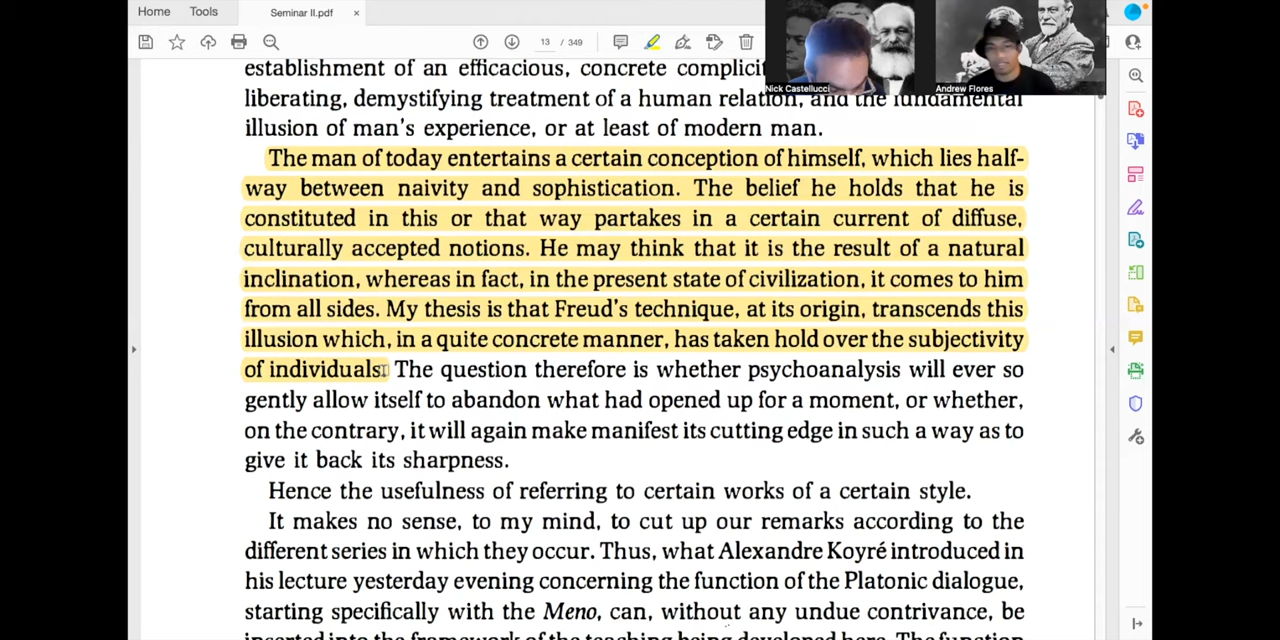 Home Tools Seminar II.pdf ×
13 / 349
Nick Castellucci
Andrew Flores
establishment of an efficacious, concrete
liberating, demystifying treatment of a human relation, and the fundamental
illusion of man's experience, or at least of modern man.
The man of today entertains a certain conception of himself, which lies half-
way between naivity and sophistication. The belief he holds that he is
constituted in this or that way partakes in a certain current of diffuse,
culturally accepted notions. He may think that it is the result of a natural
inclination, whereas in fact, in the present state of civilization, it comes to him
from all sides. My thesis is that Freud's technique, at its origin, transcends this
illusion which, in a quite concrete manner, has taken hold over the subjectivity
of individuals. The question therefore is whether psychoanalysis will ever so
gently allow itself to abandon what had opened up for a moment, or whether,
on the contrary, it will again make manifest its cutting edge in such a way as to
give it back its sharpness.
Hence the usefulness of referring to certain works of a certain style.
It makes no sense, to my mind, to cut up our remarks according to the
different series in which they occur. Thus, what Alexandre Koyré introduced in
his lecture yesterday evening concerning the function of the Platonic dialogue,
starting specifically with the Meno, can, without any undue contrivance, be
inserted into the framework of the teaching being developed here. The function